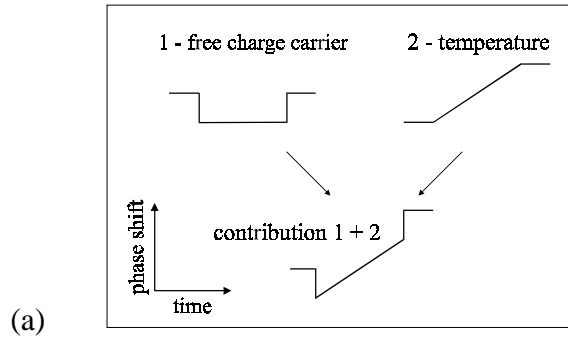 1 - free charge carrier
2 - temperature
contribution 1 + 2
phase shift
time
(a)